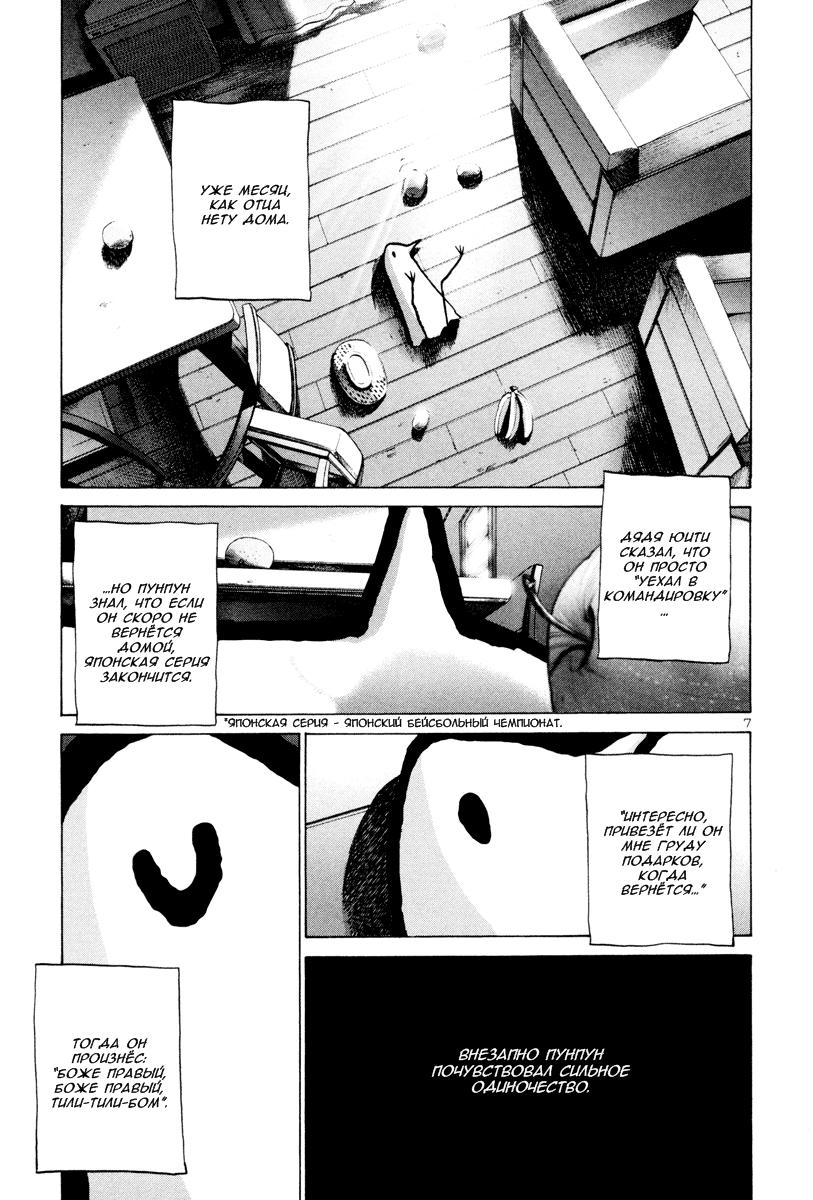 УЖЕ МЕСЯЦ,
КАК ОТЦА
НЕТУ ДОМА.
ДЯДЯ ЮИТИ
СКАЗАЛ, ЧТО
ОН ПРОСТО
"УЕХАЛ В
КОМАНДИРОВКУ"
...
...НО ПУНПУН
ЗНАЛ, ЧТО ЕСЛИ
ОН СКОРО НЕ
ВЕРНЁТСЯ
ДОМОЙ,
ЯПОНСКАЯ СЕРИЯ
ЗАКОНЧИТСЯ.
*ЯПОНСКАЯ СЕРИЯ - ЯПОНСКИЙ БЕЙСБОЛЬНЫЙ ЧЕМПИОНАТ.
7
"ИНТЕРЕСНО,
ПРИВЕЗЁТ ЛИ ОН
МНЕ ГРУДУ
ПОДАРКОВ,
КОГДА
ВЕРНЁТСЯ..."
ВНЕЗАПНО ПУНПУН
ПОЧУВСТВОВАЛ СИЛЬНОЕ
ОДИНОЧЕСТВО.
ТОГДА ОН
ПРОИЗНЁС:
"БОЖЕ ПРАВЫЙ,
БОЖЕ ПРАВЫЙ,
ТИЛИ-ТИЛИ-БОМ".